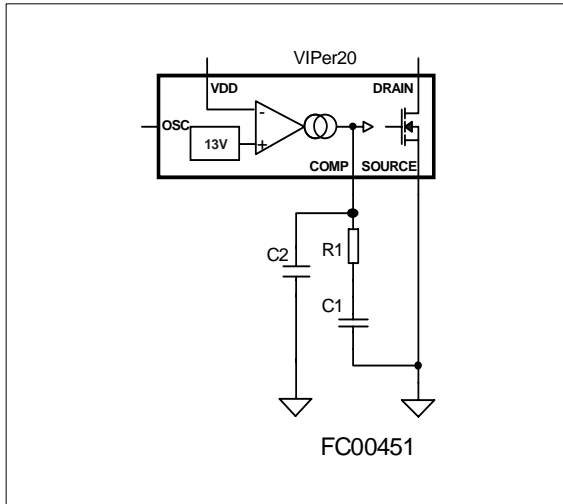 VIPer20
VDD
DRAIN
OSC
-
13V
+
COMP
SOURCE
C2
R1
C1
FC00451